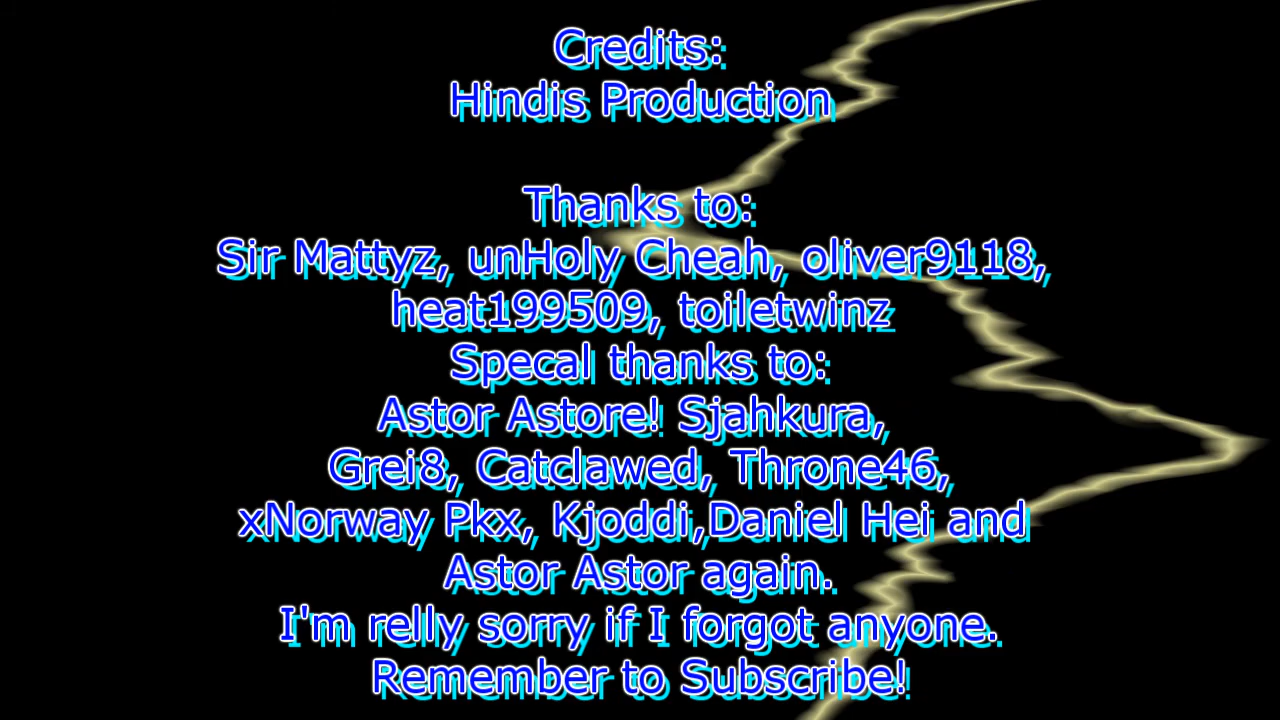 Credits:
Hindis Production
Thanks to:
Sir Mattyz, unHoly Cheah, oliver9118,
heat199509, toiletwinz
Specal thanks to:
Astor Astore! Sjahkura,
Grei8, Catclawed, Throne46,
xNorway Pkx, Kjoddi,Daniel Hei and
Astor Astor again.
I'm relly sorry if I forgot anyone.
Remember to Subscribe!